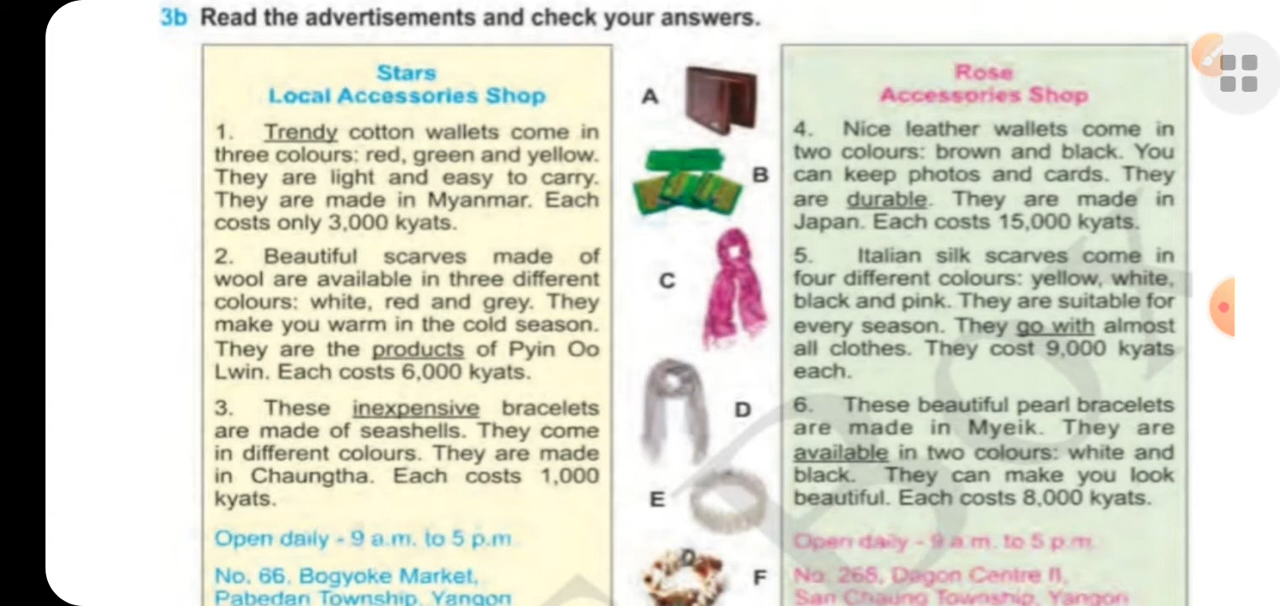 3b Read the advertisements and check your answers.
Stars
Local Accessories Shop
1. Trendy cotton wallets come in
three colours: red, green and yellow.
They are light and easy to carry.
They are made in Myanmar. Each
costs only 3,000 kyats.
2. Beautiful scarves made of
wool are available in three different
colours: white, red and grey. They
make you warm in the cold season.
They are the products of Pyin Oo
Lwin. Each costs 6,000 kyats.
3. These inexpensive bracelets
are made of seashells. They come
in different colours. They are made
in Chaungtha. Each costs 1,000
kyats.
Open daily - 9 a.m. to 5 p.m
No. 66, Bogyoke Market,
Pabedan Township, Yangon
A
B
C
D
E
F
Rose
Accessories Shop
4. Nice leather wallets come in
two colours: brown and black. You
can keep photos and cards. They
are durable. They are made in
Japan. Each costs 15,000 kyats.
5. Italian silk scarves come in
four different colours: yellow, white,
black and pink. They are suitable for
every season. They go with almost
all clothes. They cost 9,000 kyats
each.
6. These beautiful pearl bracelets
are made in Myeik. They are
available in two colours: white and
black. They can make you look
beautiful. Each costs 8,000 kyats.
Open daily - 9 a.m. to 5 p.m.
No. 268, Dagon Centre II,
San Chaung Township, Yangon